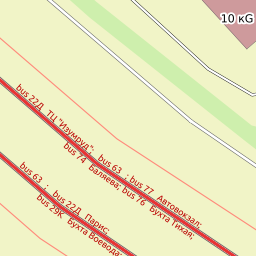 10 кG
bus 22Д  ТЦ "Изумруд";  bus 63  ; bus 77  Автовокзал;
bus 74  Баляева; bus 76  Бухта Тихая;
bus 63  ;  bus 22Д  Парис;
bus 29К  Бухта Воевода;